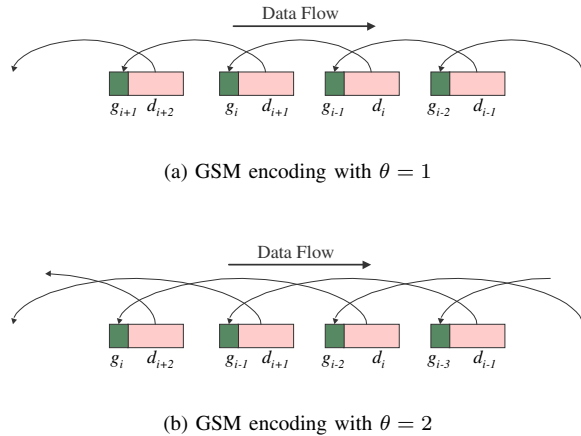 Data Flow
g_{i+1} d_{i+2} g_i d_{i+1} g_{i-1} d_i g_{i-2} d_{i-1}
(a) GSM encoding with θ = 1
Data Flow
g_i d_{i+2} g_{i-1} d_{i+1} g_{i-2} d_i g_{i-3} d_{i-1}
(b) GSM encoding with θ = 2